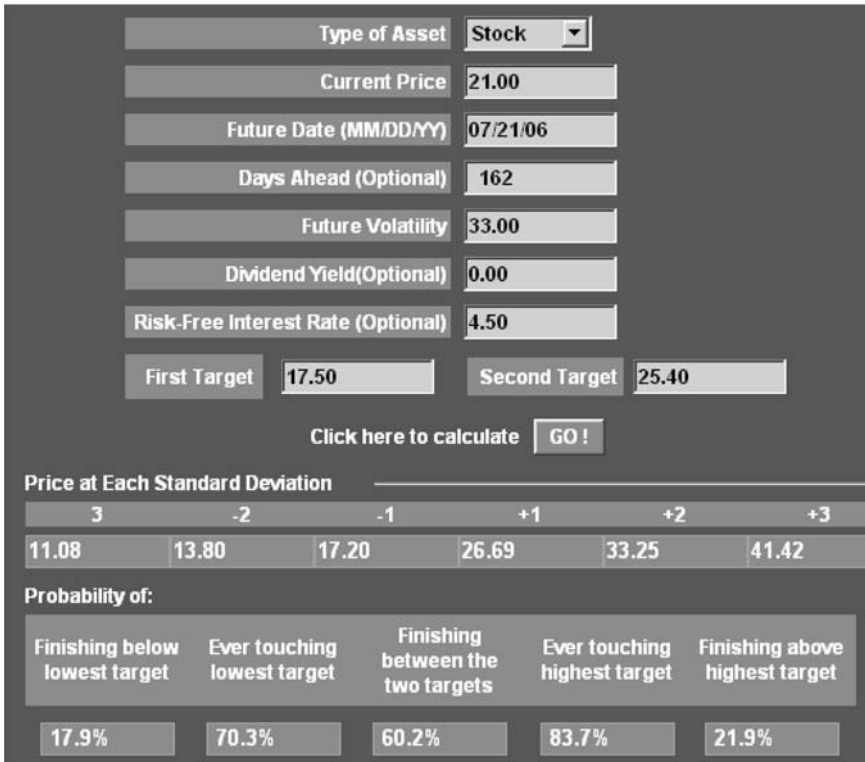 Type of Asset Stock
Current Price 21.00
Future Date (MM/DD/YY) 07/21/06
Days Ahead (Optional) 162
Future Volatility 33.00
Dividend Yield(Optional) 0.00
Risk-Free Interest Rate (Optional) 4.50
First Target 17.50 Second Target 25.40
Click here to calculate GO !
Price at Each Standard Deviation
3 -2 -1 +1 +2 +3
11.08 13.80 17.20 26.69 33.25 41.42
Probability of:
Finishing below lowest target Ever touching lowest target Finishing between the two targets Ever touching highest target Finishing above highest target
17.9% 70.3% 60.2% 83.7% 21.9%